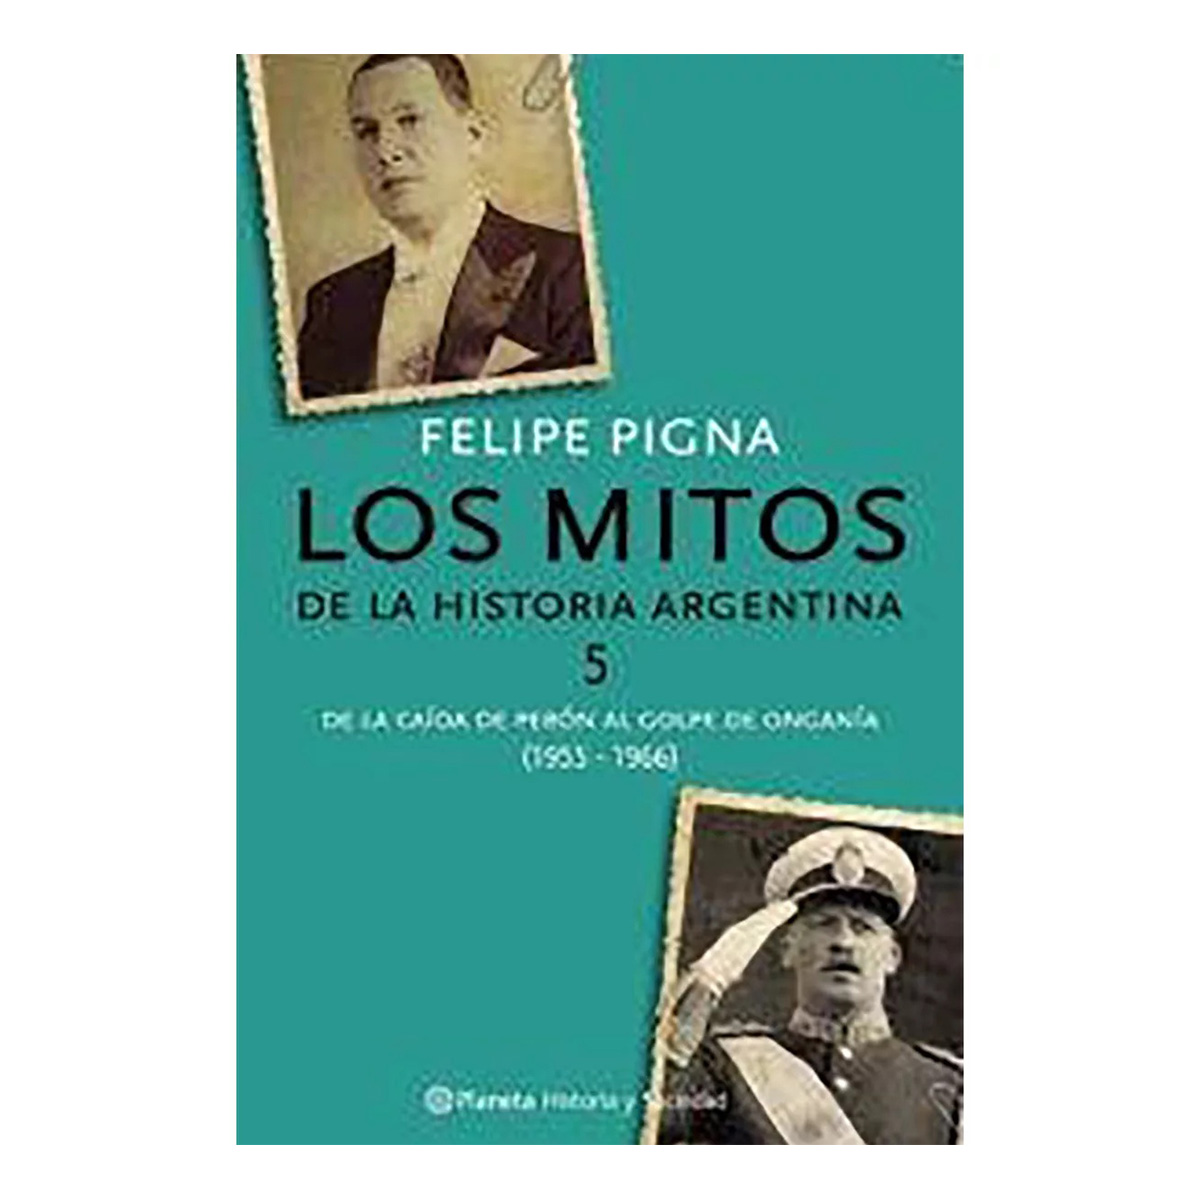 FELIPE PIGNA
LOS MITOS
DE LA HISTORIA ARGENTINA
5
DE LA CAÍDA DE PERÓN AL GOLPE DE ONGANÍA
(1955 - 1966)
Planeta Historia y Sociedad